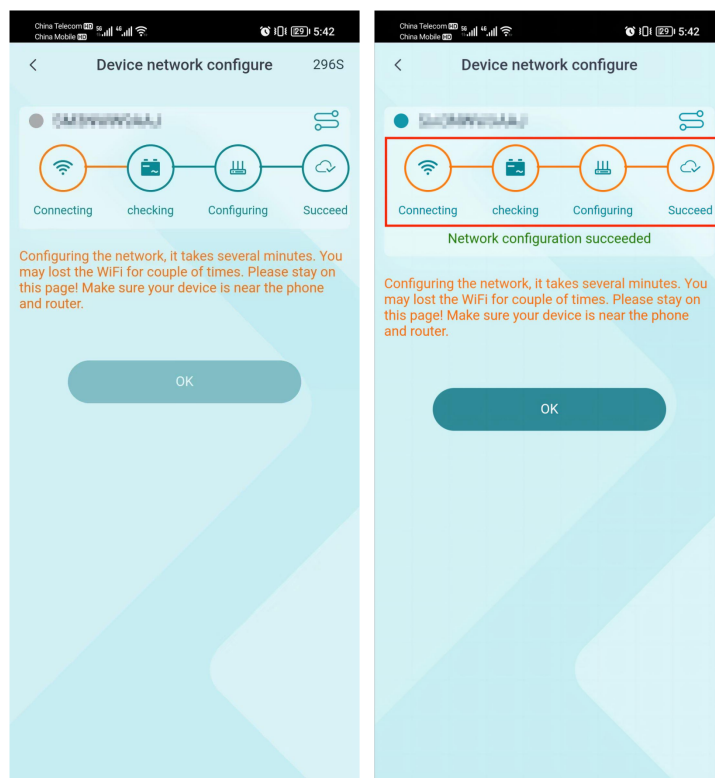 China Telecom HD 5G 4G 29 5:42
China Mobile HD
Device network configure 296S
Connecting checking Configuring Succeed
Configuring the network, it takes several minutes. You
may lost the WiFi for couple of times. Please stay on
this page! Make sure your device is near the phone
and router.
OK
China Telecom HD 5G 4G 29 5:42
China Mobile HD
Device network configure
Connecting checking Configuring Succeed
Network configuration succeeded
Configuring the network, it takes several minutes. You
may lost the WiFi for couple of times. Please stay on
this page! Make sure your device is near the phone
and router.
OK